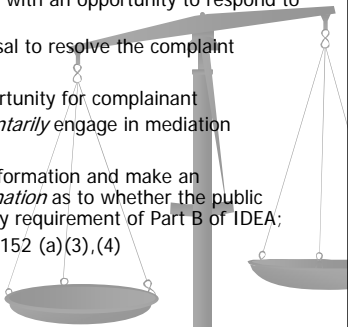 with an opportunity to respond to
sal to resolve the complaint
rtunity for complainant
ntarily engage in mediation
formation and make an
nation as to whether the public
y requirement of Part B of IDEA;
152 (a)(3),(4)